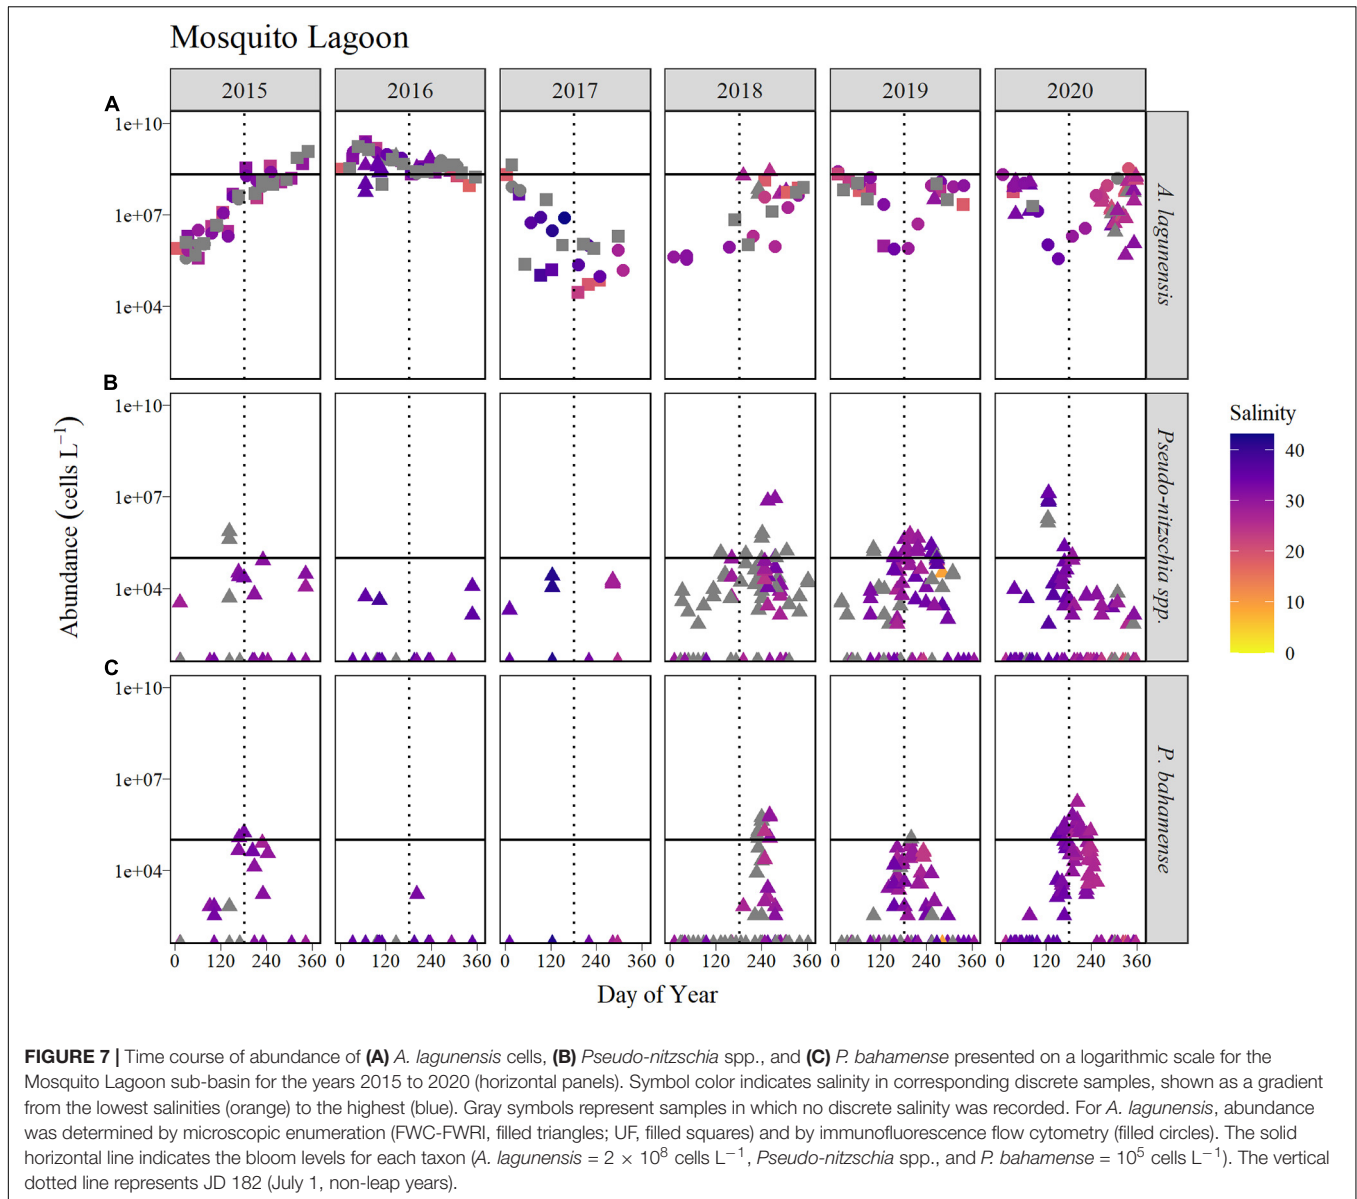 Mosquito Lagoon
2015 2016 2017 2018 2019 2020
A
1e+10
1e+07
1e+04
A. lagunensis
B
1e+10
1e+07
1e+04
Pseudo-nitzschia spp.
C
1e+10
1e+07
1e+04
P. bahamense
Abundance (cells L⁻¹)
0 120 240 360 0 120 240 360 0 120 240 360 0 120 240 360 0 120 240 360 0 120 240 360
Day of Year
Salinity
40
30
20
10
0
FIGURE 7 | Time course of abundance of (A) A. lagunensis cells, (B) Pseudo-nitzschia spp., and (C) P. bahamense presented on a logarithmic scale for the
Mosquito Lagoon sub-basin for the years 2015 to 2020 (horizontal panels). Symbol color indicates salinity in corresponding discrete samples, shown as a gradient
from the lowest salinities (orange) to the highest (blue). Gray symbols represent samples in which no discrete salinity was recorded. For A. lagunensis, abundance
was determined by microscopic enumeration (FWC-FWRI, filled triangles; UF, filled squares) and by immunofluorescence flow cytometry (filled circles). The solid
horizontal line indicates the bloom levels for each taxon (A. lagunensis = 2 × 10⁸ cells L⁻¹, Pseudo-nitzschia spp., and P. bahamense = 10⁵ cells L⁻¹). The vertical
dotted line represents JD 182 (July 1, non-leap years).